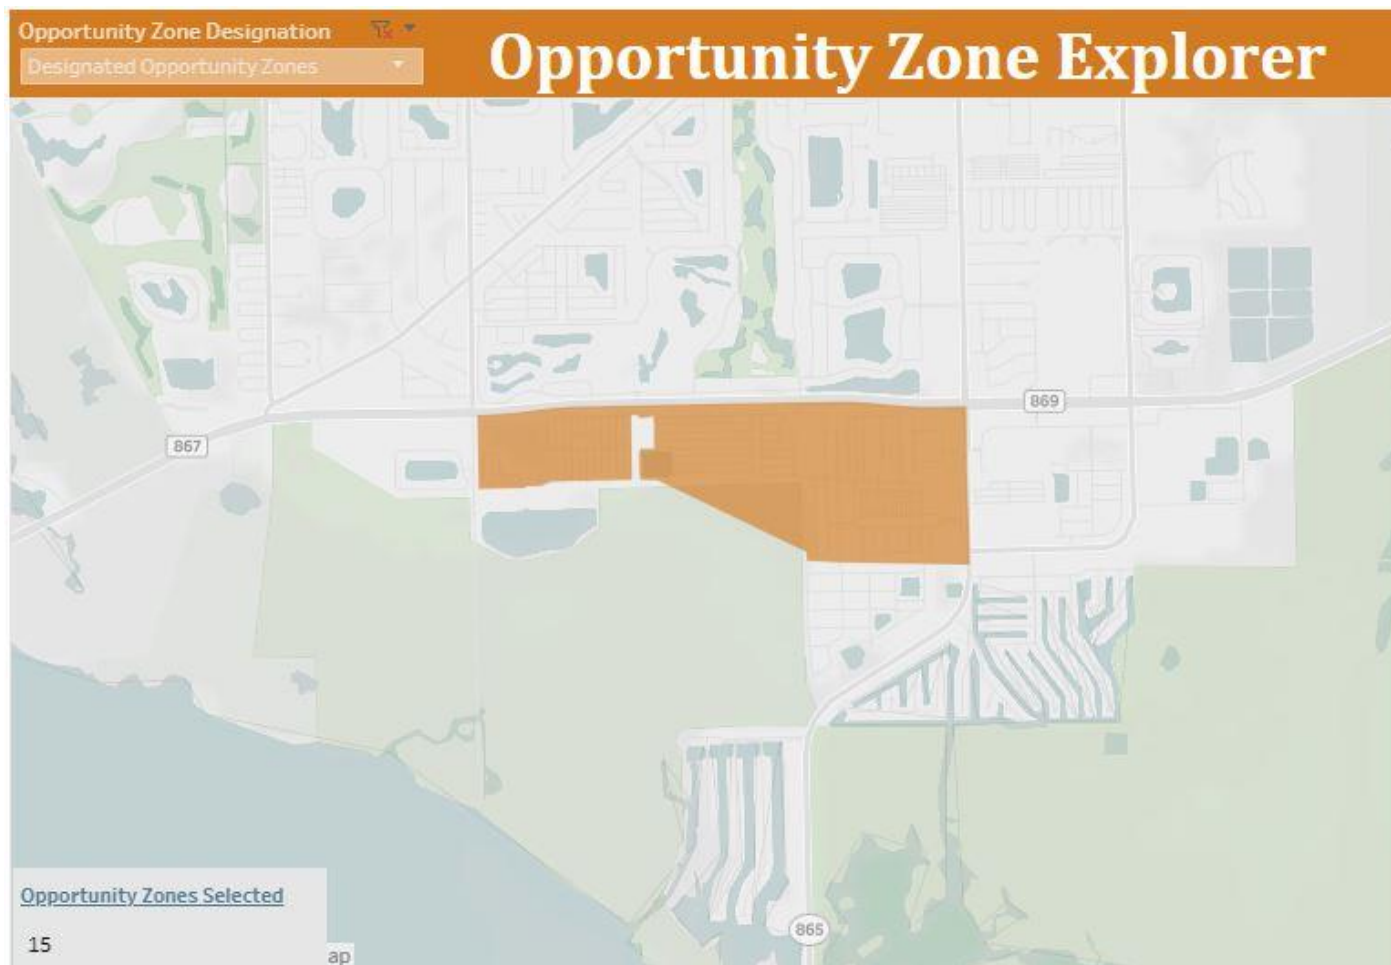 Opportunity Zone Designation
Designated Opportunity Zones
Opportunity Zone Explorer
869
867
865
Opportunity Zones Selected
15
ap